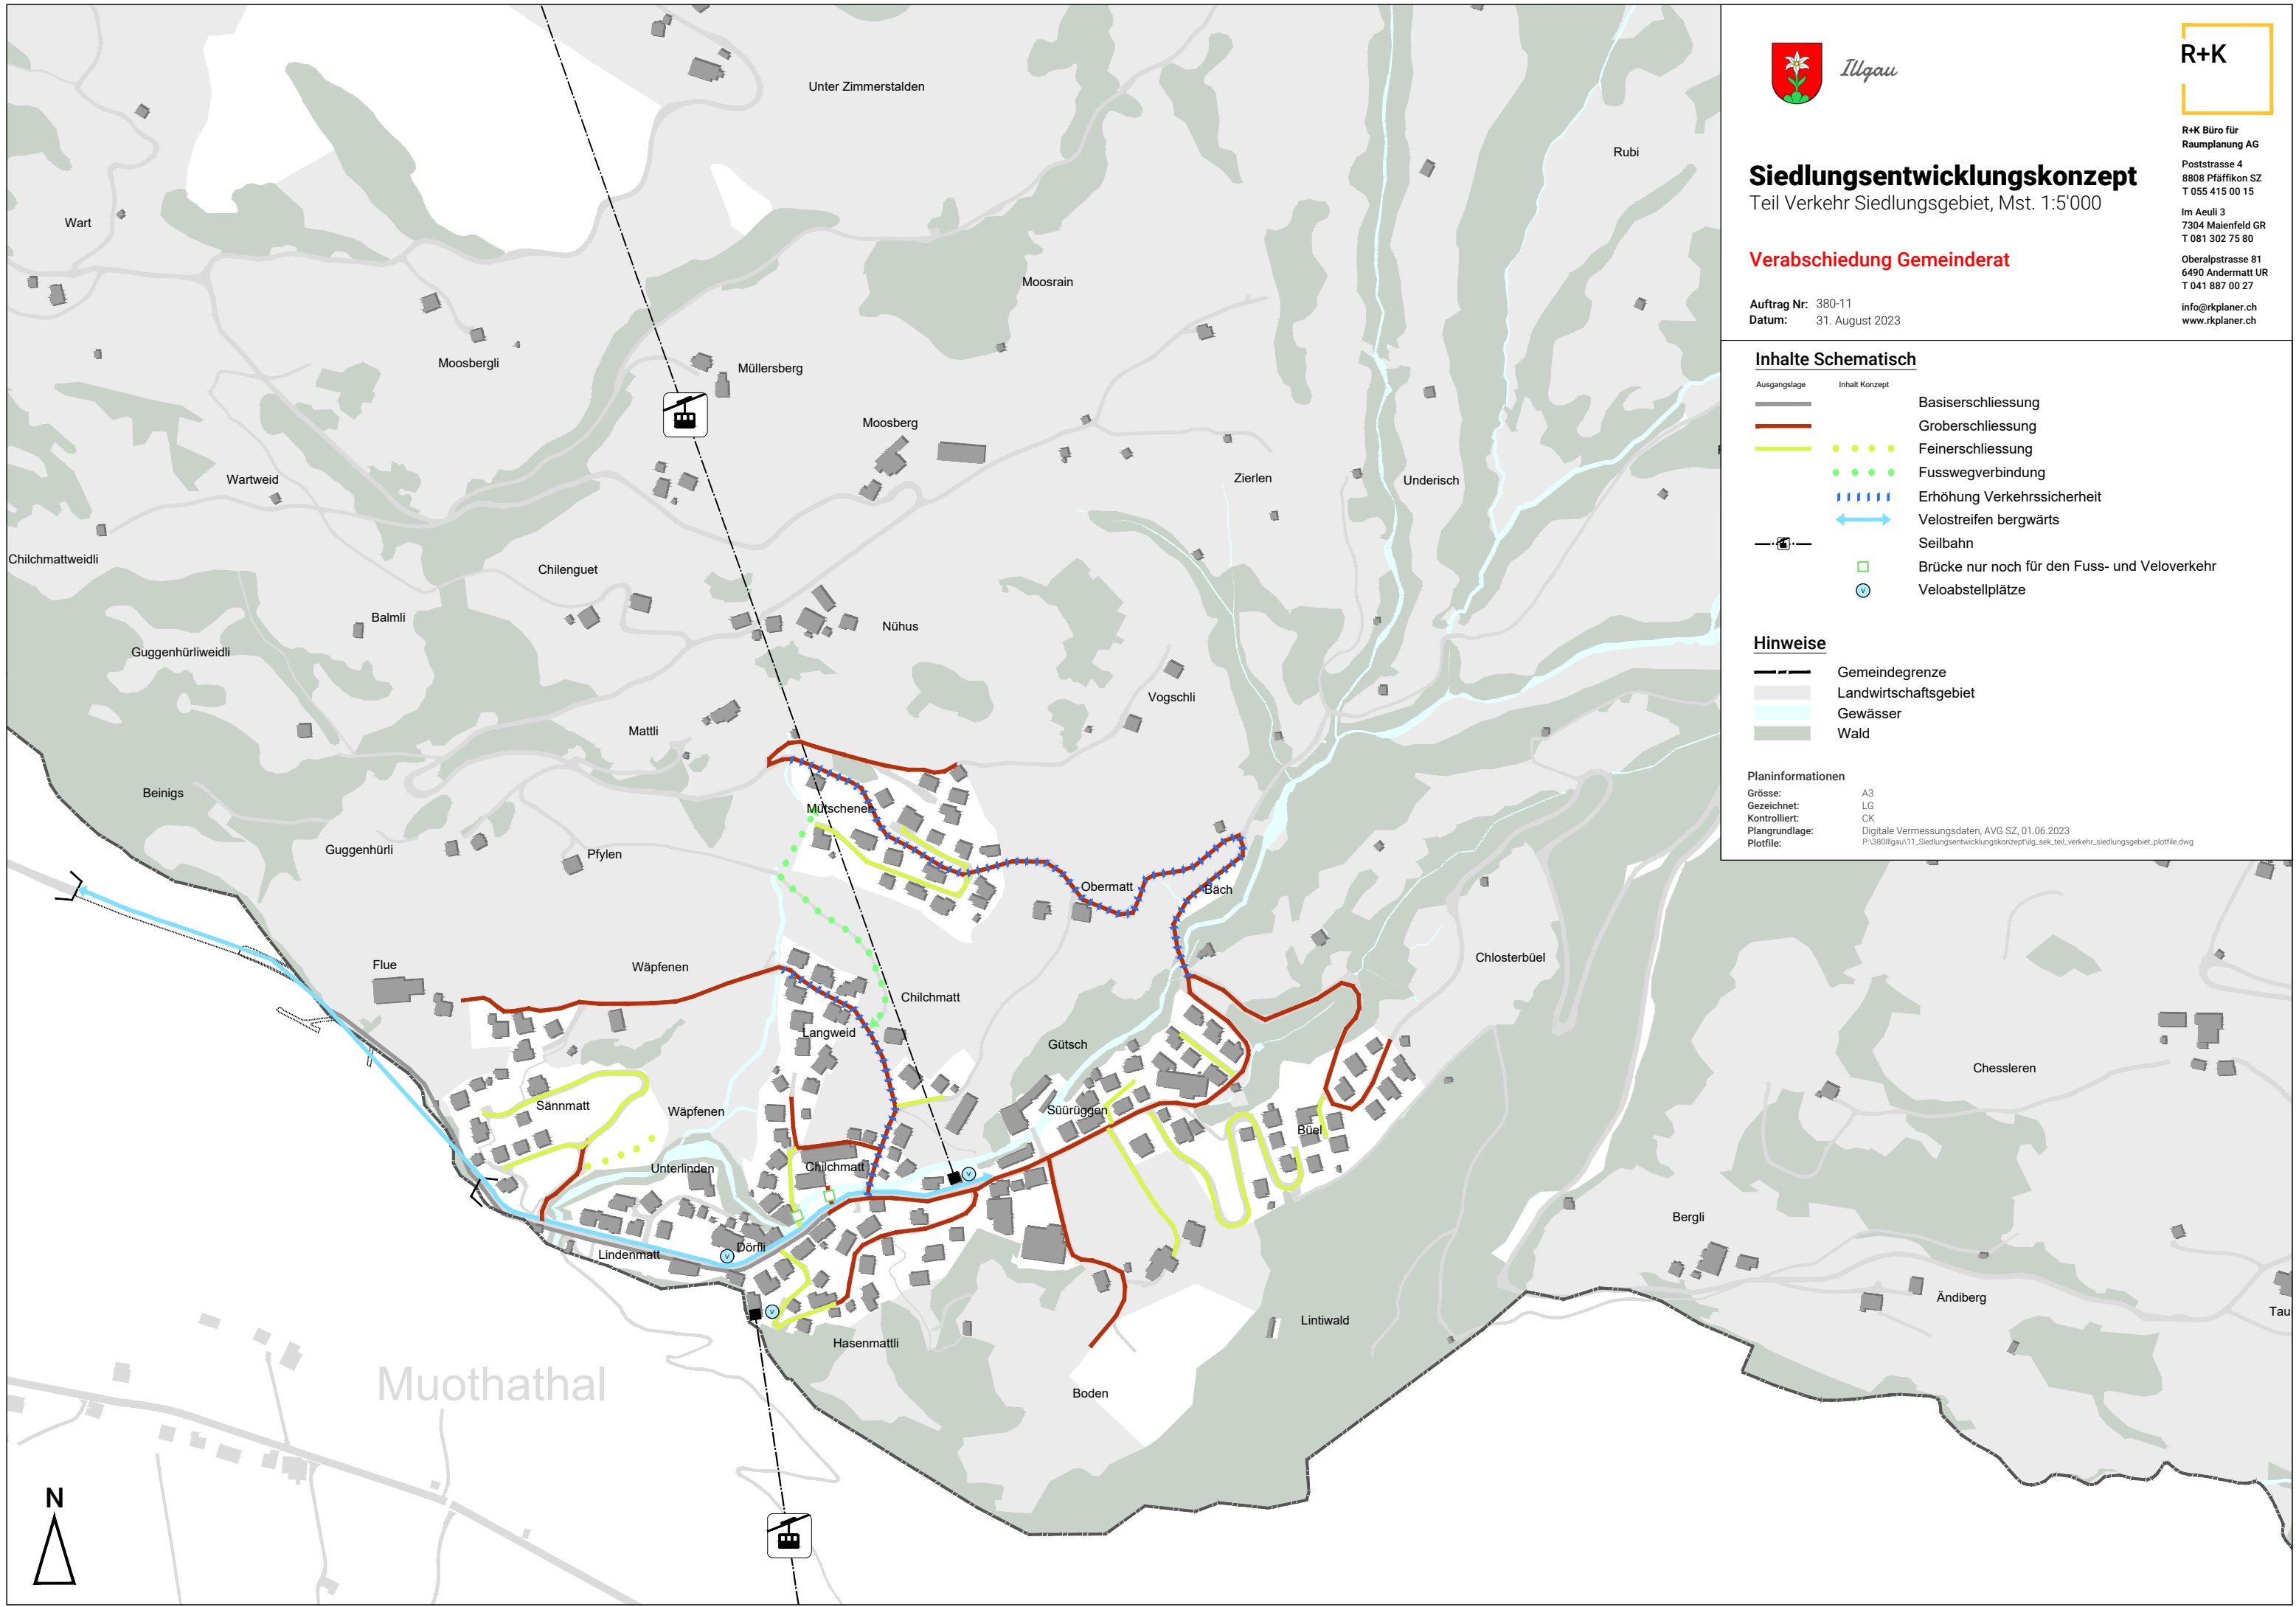 Illgau
R+K
R+K Büro für
Raumplanung AG
Poststrasse 4
8808 Pfäffikon SZ
T 055 415 00 15
Im Aeuli 3
7304 Maienfeld GR
T 081 302 75 80
Oberalpstrasse 81
6490 Andermatt UR
T 041 887 00 27
info@rkplaner.ch
www.rkplaner.ch
Siedlungsentwicklungskonzept
Teil Verkehr Siedlungsgebiet, Mst. 1:5'000
Verabschiedung Gemeinderat
Auftrag Nr: 380-11
Datum: 31. August 2023
Inhalte Schematisch
Ausgangslage Inhalt Konzept
Basiserschliessung
Groberschliessung
Feinerschliessung
Fusswegverbindung
Erhöhung Verkehrssicherheit
Velostreifen bergwärts
Seilbahn
Brücke nur noch für den Fuss- und Veloverkehr
V Veloabstellplätze
Hinweise
Gemeindegrenze
Landwirtschaftsgebiet
Gewässer
Wald
Planinformationen
Grösse: A3
Gezeichnet: LG
Kontrolliert: CK
Plangrundlage: Digitale Vermessungsdaten, AVG SZ, 01.06.2023
Plotfile: P:\380Illgau\11_Siedlungsentwicklungskonzept\ilg_sek_teil_verkehr_siedlungsgebiet_plotfile.dwg
Unter Zimmerstalden
Rubi
Wart
Moosrain
Moosbergli
Müllersberg
Moosberg
Wartweid
Zierlen
Underisch
Chilchmattweidli
Chilenguet
Balmli
Nühus
Guggenhürliweidli
Vogschli
Mattli
Beinigs
Mütschenen
Guggenhürli
Pfylen
Obermatt
Bäch
Flue
Wäpfenen
Chilchmatt
Chlosterbüel
Langweid
Gütsch
Chessleren
Sännmatt
Wäpfenen
Süürüggen
Büel
Unterlinden
Chilchmatt
V
Bergli
Lindenmatt
V
Dörfli
Ändiberg
V
Tau
Hasenmattli
Lintiwald
Muothathal
Boden
N